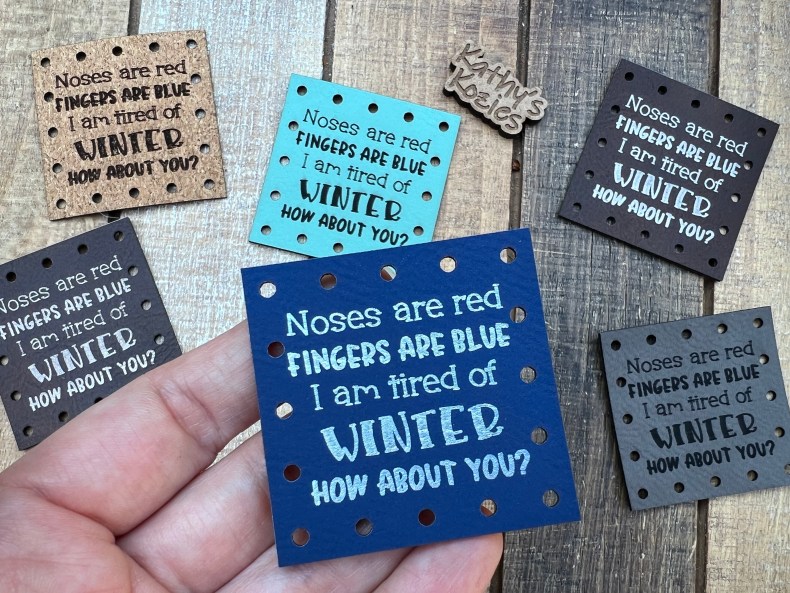 Noses are red
FINGERS ARE BLUE
I am tired of
WINTER
HOW ABOUT YOU?
Noses are red
FINGERS ARE BLUE
I am tired of
WINTER
HOW ABOUT YOU?
Kathy's
Kozies
Noses are red
FINGERS ARE BLUE
I am tired of
WINTER
HOW ABOUT YOU?
Noses are red
FINGERS ARE BLUE
I am tired of
WINTER
HOW ABOUT YOU?
Noses are red
FINGERS ARE BLUE
I am tired of
WINTER
HOW ABOUT YOU?
Noses are red
FINGERS ARE BLUE
I am tired of
WINTER
HOW ABOUT YOU?